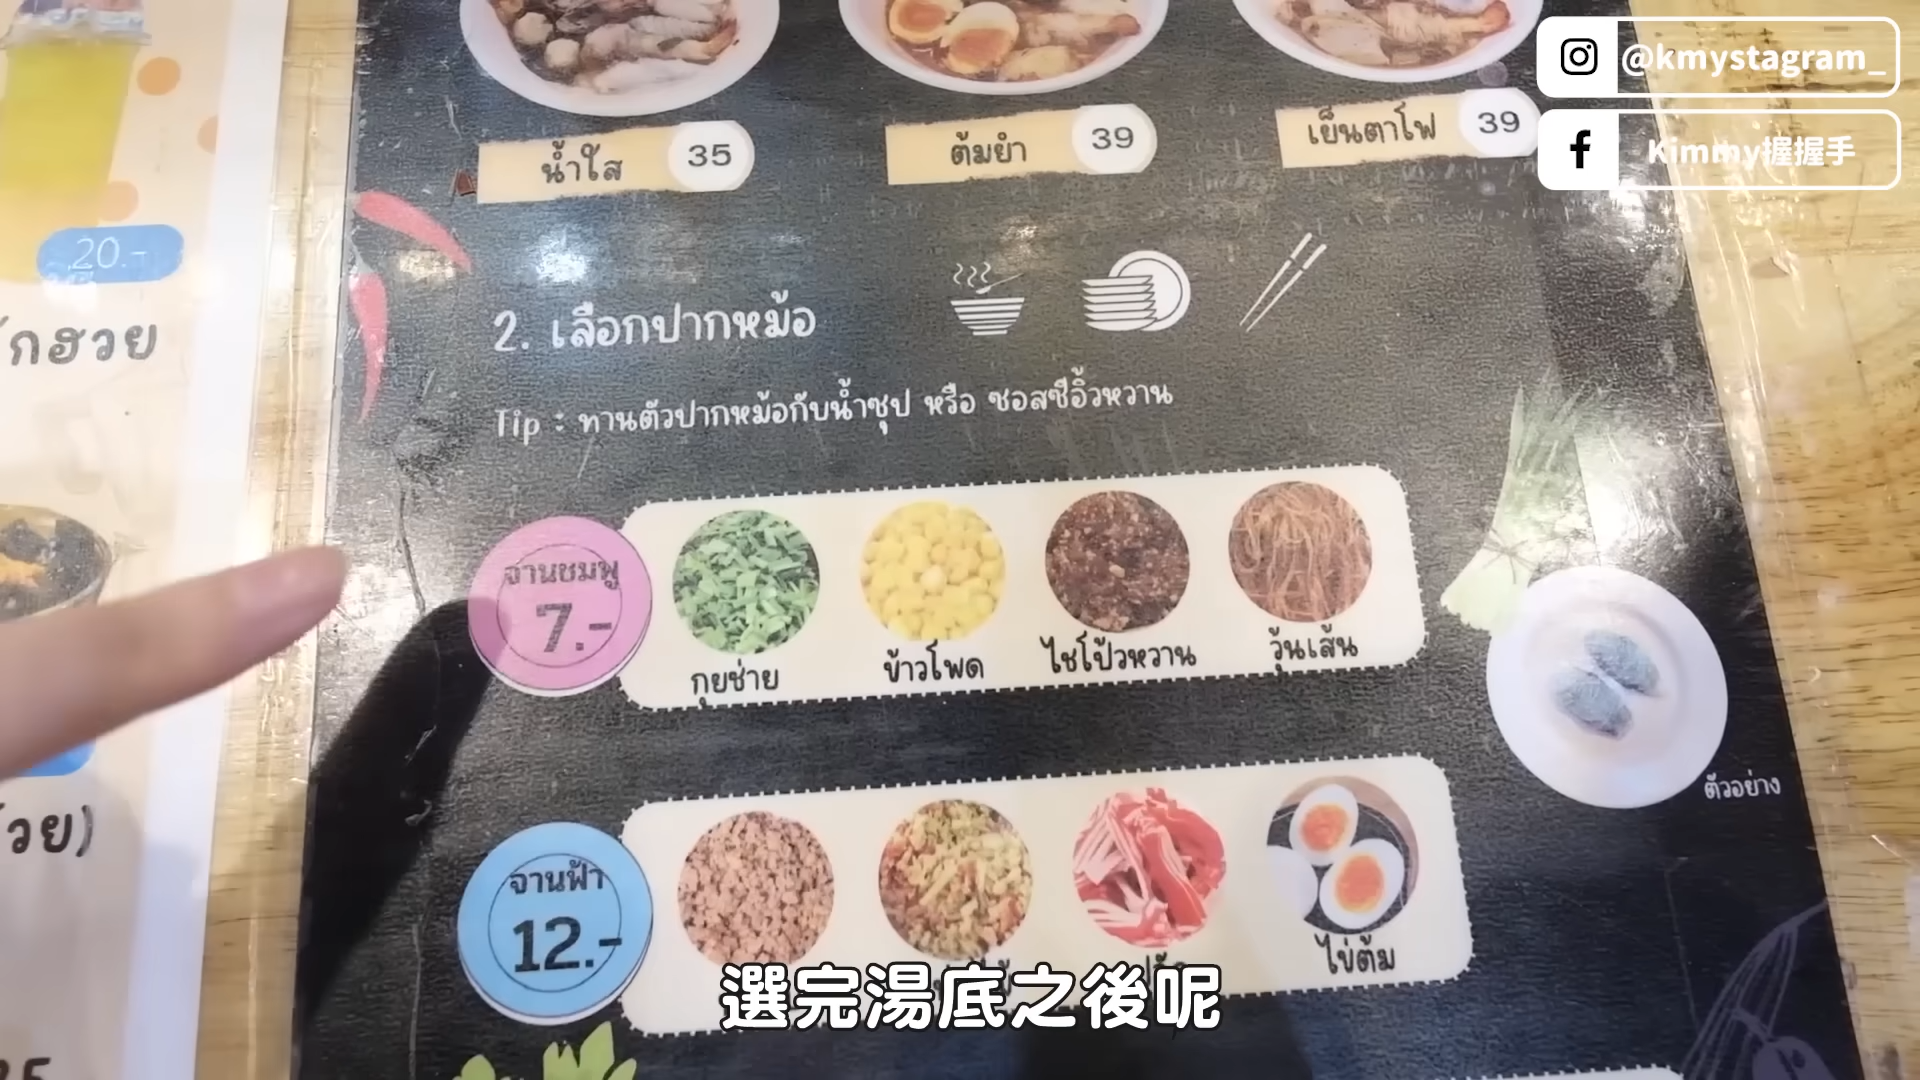 @kmystagram_
Kimmy握握手
น้ำใส 35
ต้มยำ 39
เย็นตาโฟ 39
20.-
2. เลือกปากหม้อ
Tip : ทานตัวปากหม้อกับน้ำซุป หรือ ซอสซีอิ้วหวาน
จานชมพู
7.-
กุยช่าย
ข้าวโพด
ไชโป้วหวาน
วุ้นเส้น
ตัวอย่าง
จานฟ้า
12.-
ไข่ต้ม
選完湯底之後呢